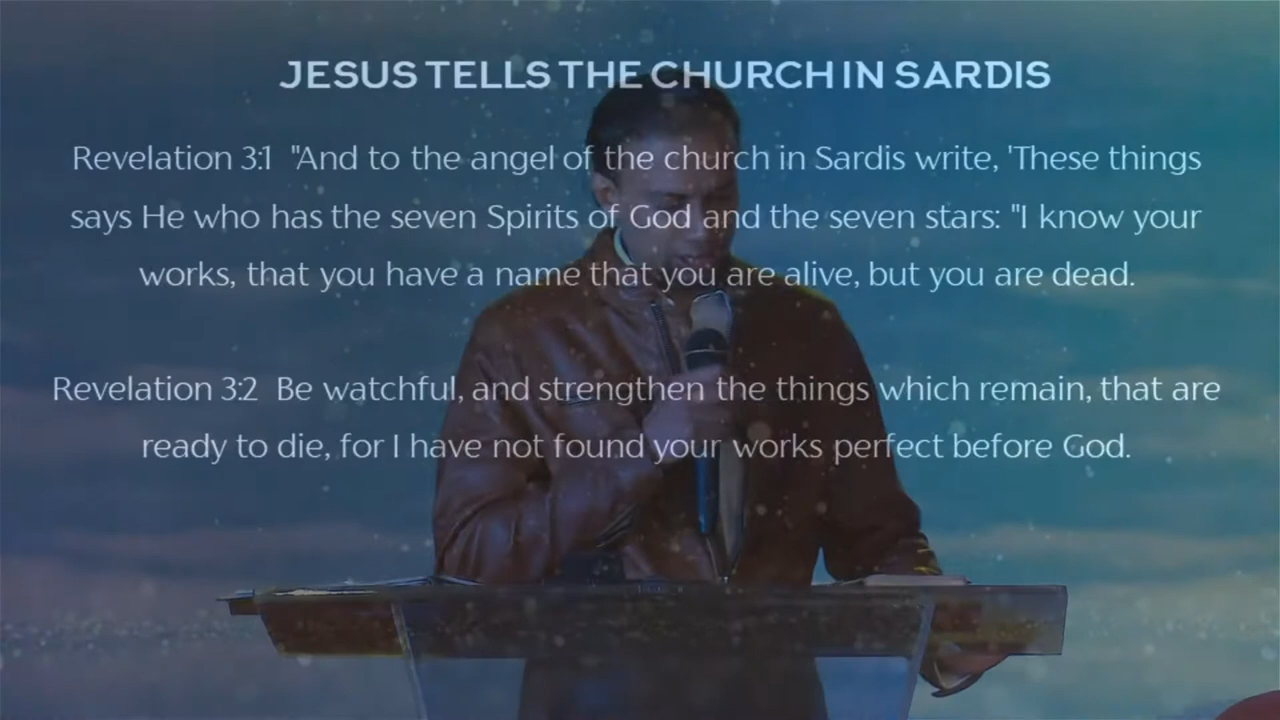 JESUS TELLS THE CHURCH IN SARDIS
Revelation 3:1 "And to the angel of the church in Sardis write, 'These things
says He who has the seven Spirits of God and the seven stars: "I know your
works, that you have a name that you are alive, but you are dead.
Revelation 3:2 Be watchful, and strengthen the things which remain, that are
ready to die, for I have not found your works perfect before God.